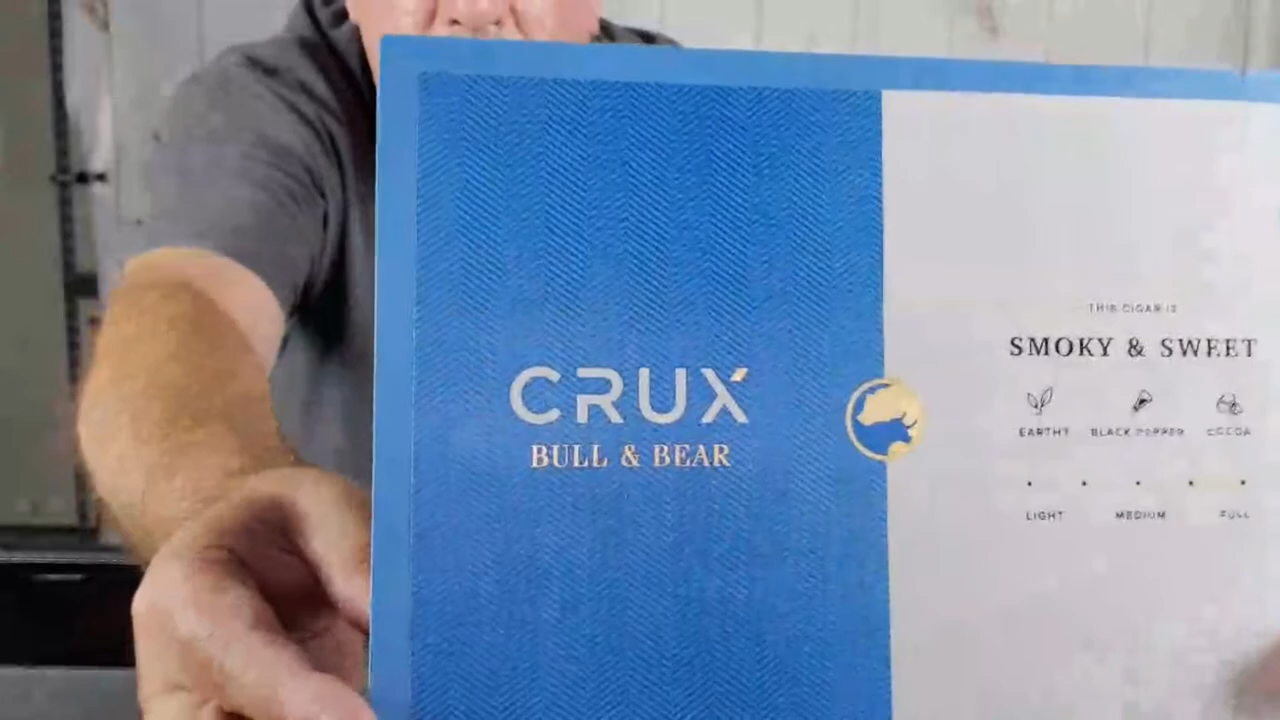 CRUX
BULL & BEAR
THIS CIGAR IS
SMOKY & SWEET
EARTHY BLACK PEPPER COCOA
LIGHT MEDIUM FULL